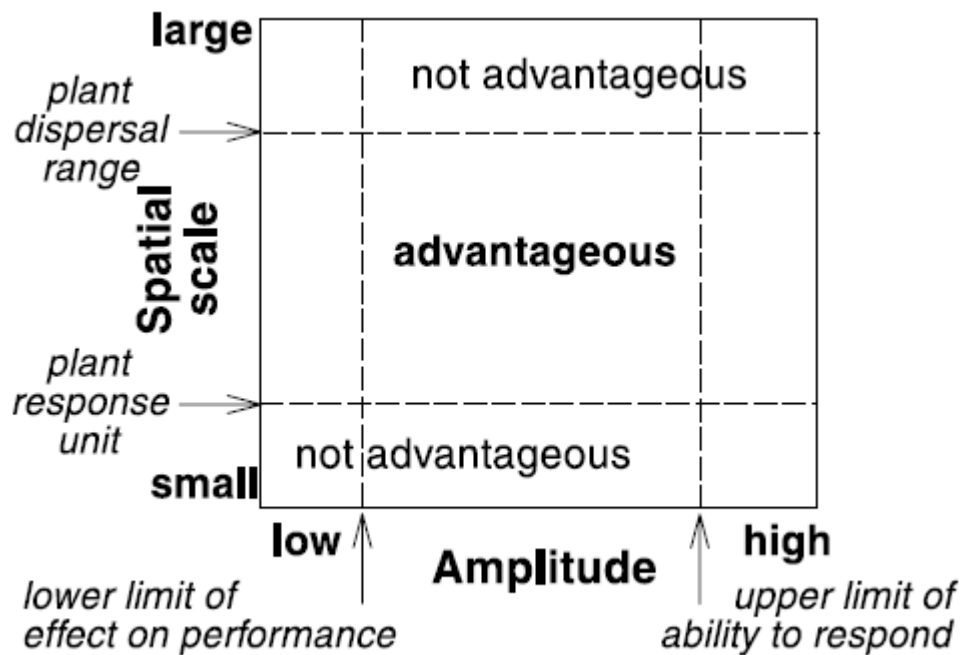 large
not advantageous
plant
dispersal
range
Spatial
scale
advantageous
plant
response
unit
not advantageous
small
low
Amplitude
high
lower limit of
effect on performance
upper limit of
ability to respond